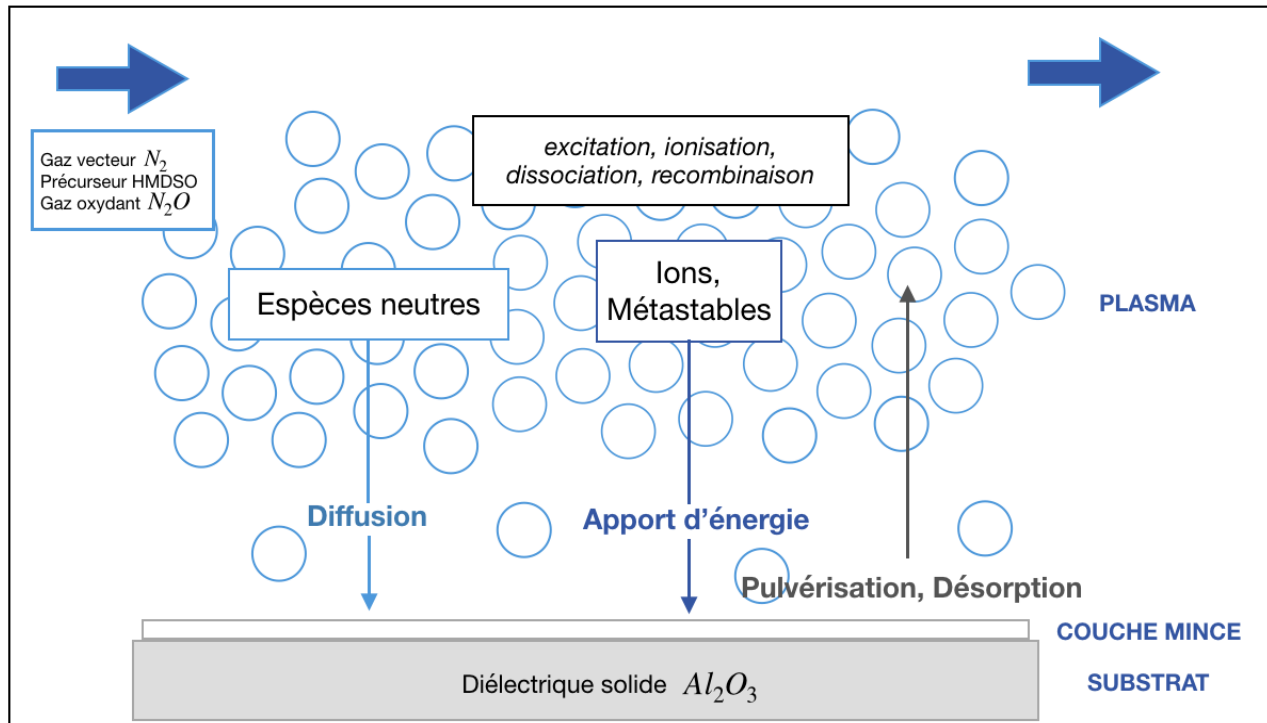 Gaz vecteur N₂
Précurseur HMDSO
Gaz oxydant N₂O
excitation, ionisation,
dissociation, recombinaison
Espèces neutres
Ions,
Métastables
PLASMA
Diffusion
Apport d’énergie
Pulvérisation, Désorption
COUCHE MINCE
Diélectrique solide Al₂O₃
SUBSTRAT